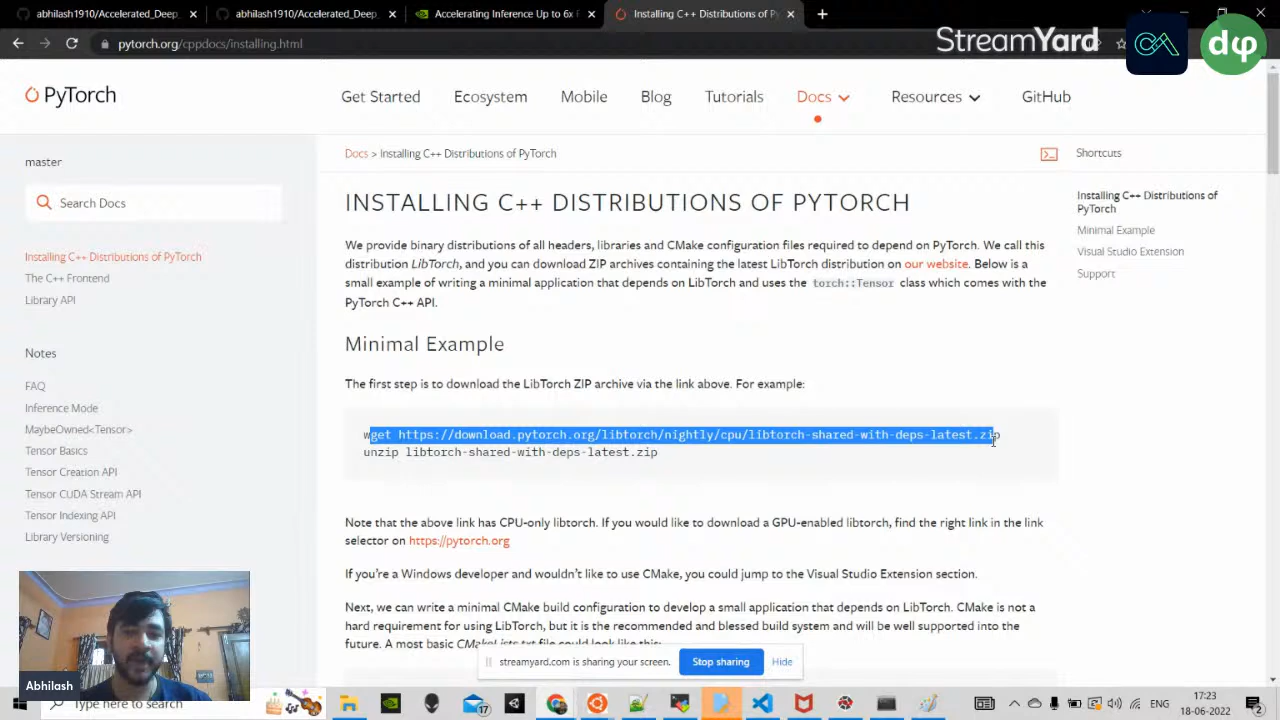 abhilash1910/Accelerated_Deep_
abhilash1910/Accelerated_Deep_
Accelerating Inference Up to 6x f
Installing C++ Distributions of PyT
pytorch.org/cppdocs/installing.html
StreamYard
dφ
PyTorch
Get Started
Ecosystem
Mobile
Blog
Tutorials
Docs
Resources
GitHub
master
Docs > Installing C++ Distributions of PyTorch
Shortcuts
Search Docs
Installing C++ Distributions of PyTorch
The C++ Frontend
Library API
Notes
FAQ
Inference Mode
MaybeOwned<Tensor>
Tensor Basics
Tensor Creation API
Tensor CUDA Stream API
Tensor Indexing API
Library Versioning
INSTALLING C++ DISTRIBUTIONS OF PYTORCH
We provide binary distributions of all headers, libraries and CMake configuration files required to depend on PyTorch. We call this
distribution LibTorch, and you can download ZIP archives containing the latest LibTorch distribution on our website. Below is a
small example of writing a minimal application that depends on LibTorch and uses the torch::Tensor class which comes with the
PyTorch C++ API.
Minimal Example
The first step is to download the LibTorch ZIP archive via the link above. For example:
wget https://download.pytorch.org/libtorch/nightly/cpu/libtorch-shared-with-deps-latest.zip
unzip libtorch-shared-with-deps-latest.zip
Note that the above link has CPU-only libtorch. If you would like to download a GPU-enabled libtorch, find the right link in the link
selector on https://pytorch.org
If you're a Windows developer and wouldn't like to use CMake, you could jump to the Visual Studio Extension section.
Next, we can write a minimal CMake build configuration to develop a small application that depends on LibTorch. CMake is not a
hard requirement for using LibTorch, but it is the recommended and blessed build system and will be well supported into the
future. A most basic CMakeLists.txt file could look like this:
Installing C++ Distributions of
PyTorch
Minimal Example
Visual Studio Extension
Support
streamyard.com is sharing your screen.
Stop sharing
Hide
Abhilash
Type here to search
17
ENG
17:23
18-06-2022
2